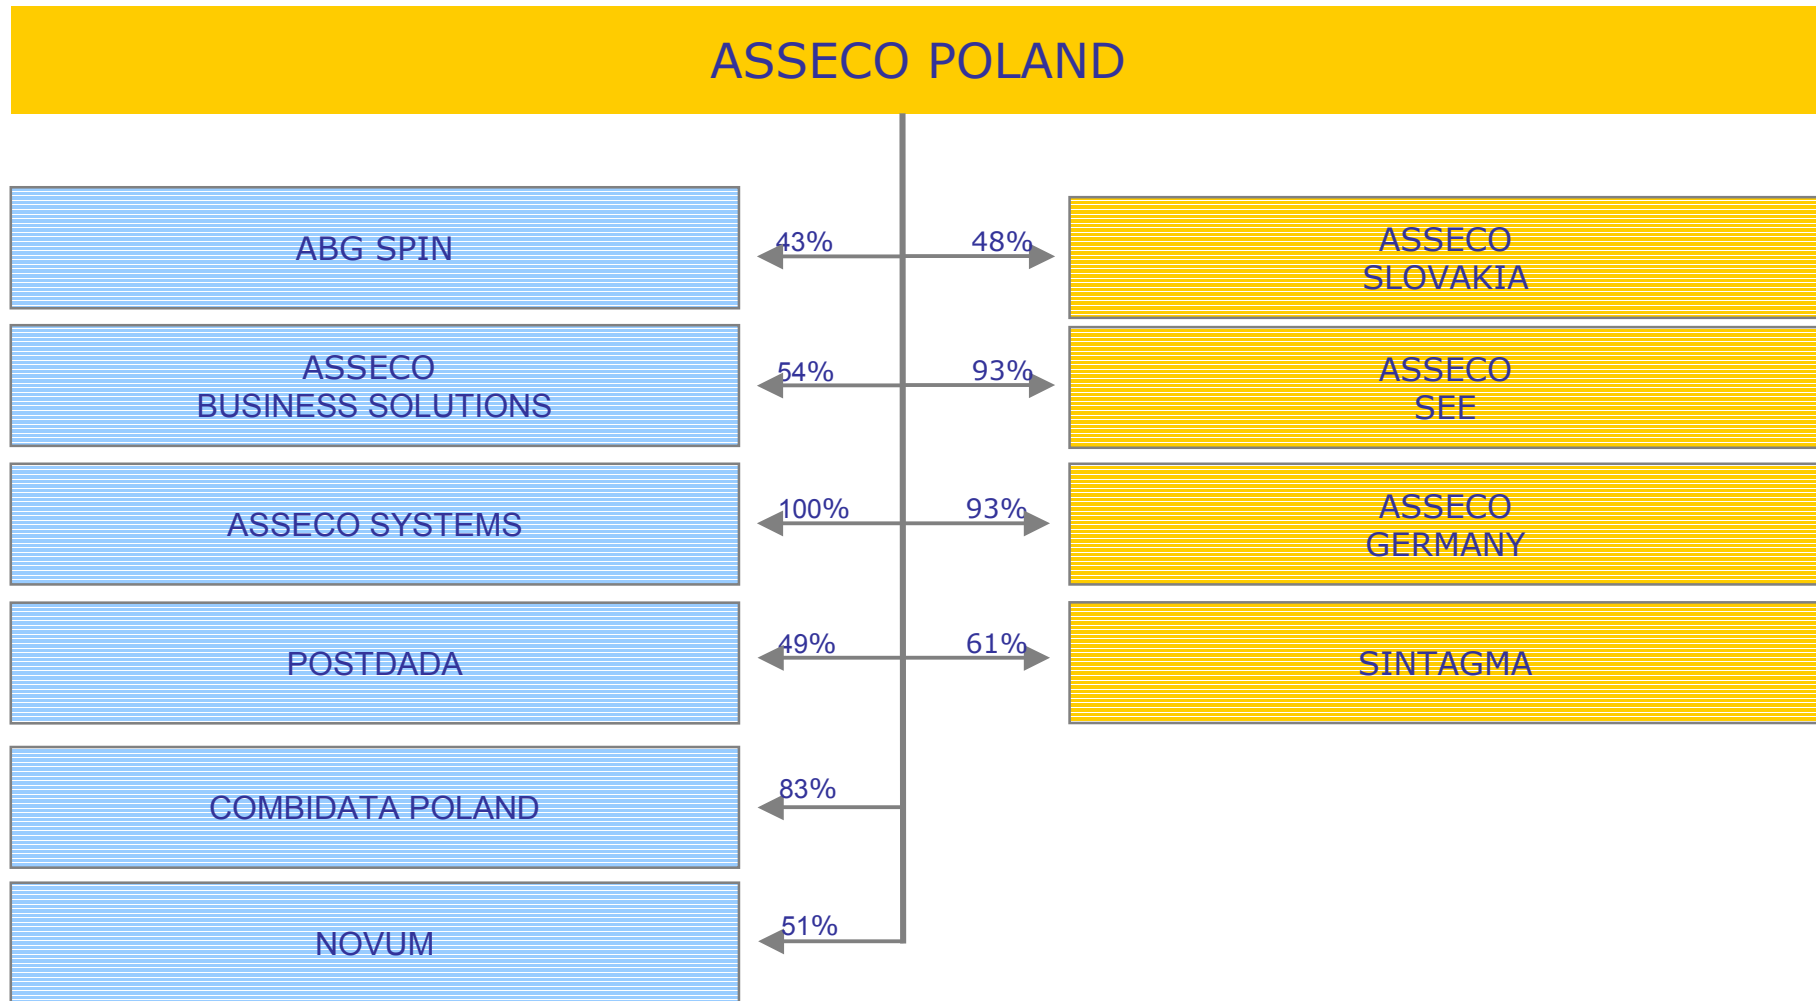 ASSECO POLAND
ABG SPIN
43%
48%
ASSECO
SLOVAKIA
ASSECO
BUSINESS SOLUTIONS
54%
93%
ASSECO
SEE
ASSECO SYSTEMS
100%
93%
ASSECO
GERMANY
POSTDADA
49%
61%
SINTAGMA
COMBIDATA POLAND
83%
NOVUM
51%